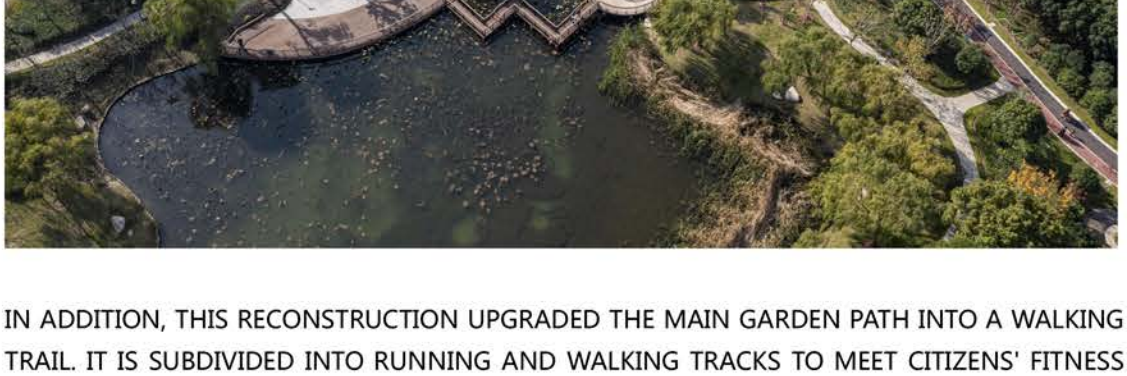 IN ADDITION, THIS RECONSTRUCTION UPGRADED THE MAIN GARDEN PATH INTO A WALKING
TRAIL. IT IS SUBDIVIDED INTO RUNNING AND WALKING TRACKS TO MEET CITIZENS' FITNESS